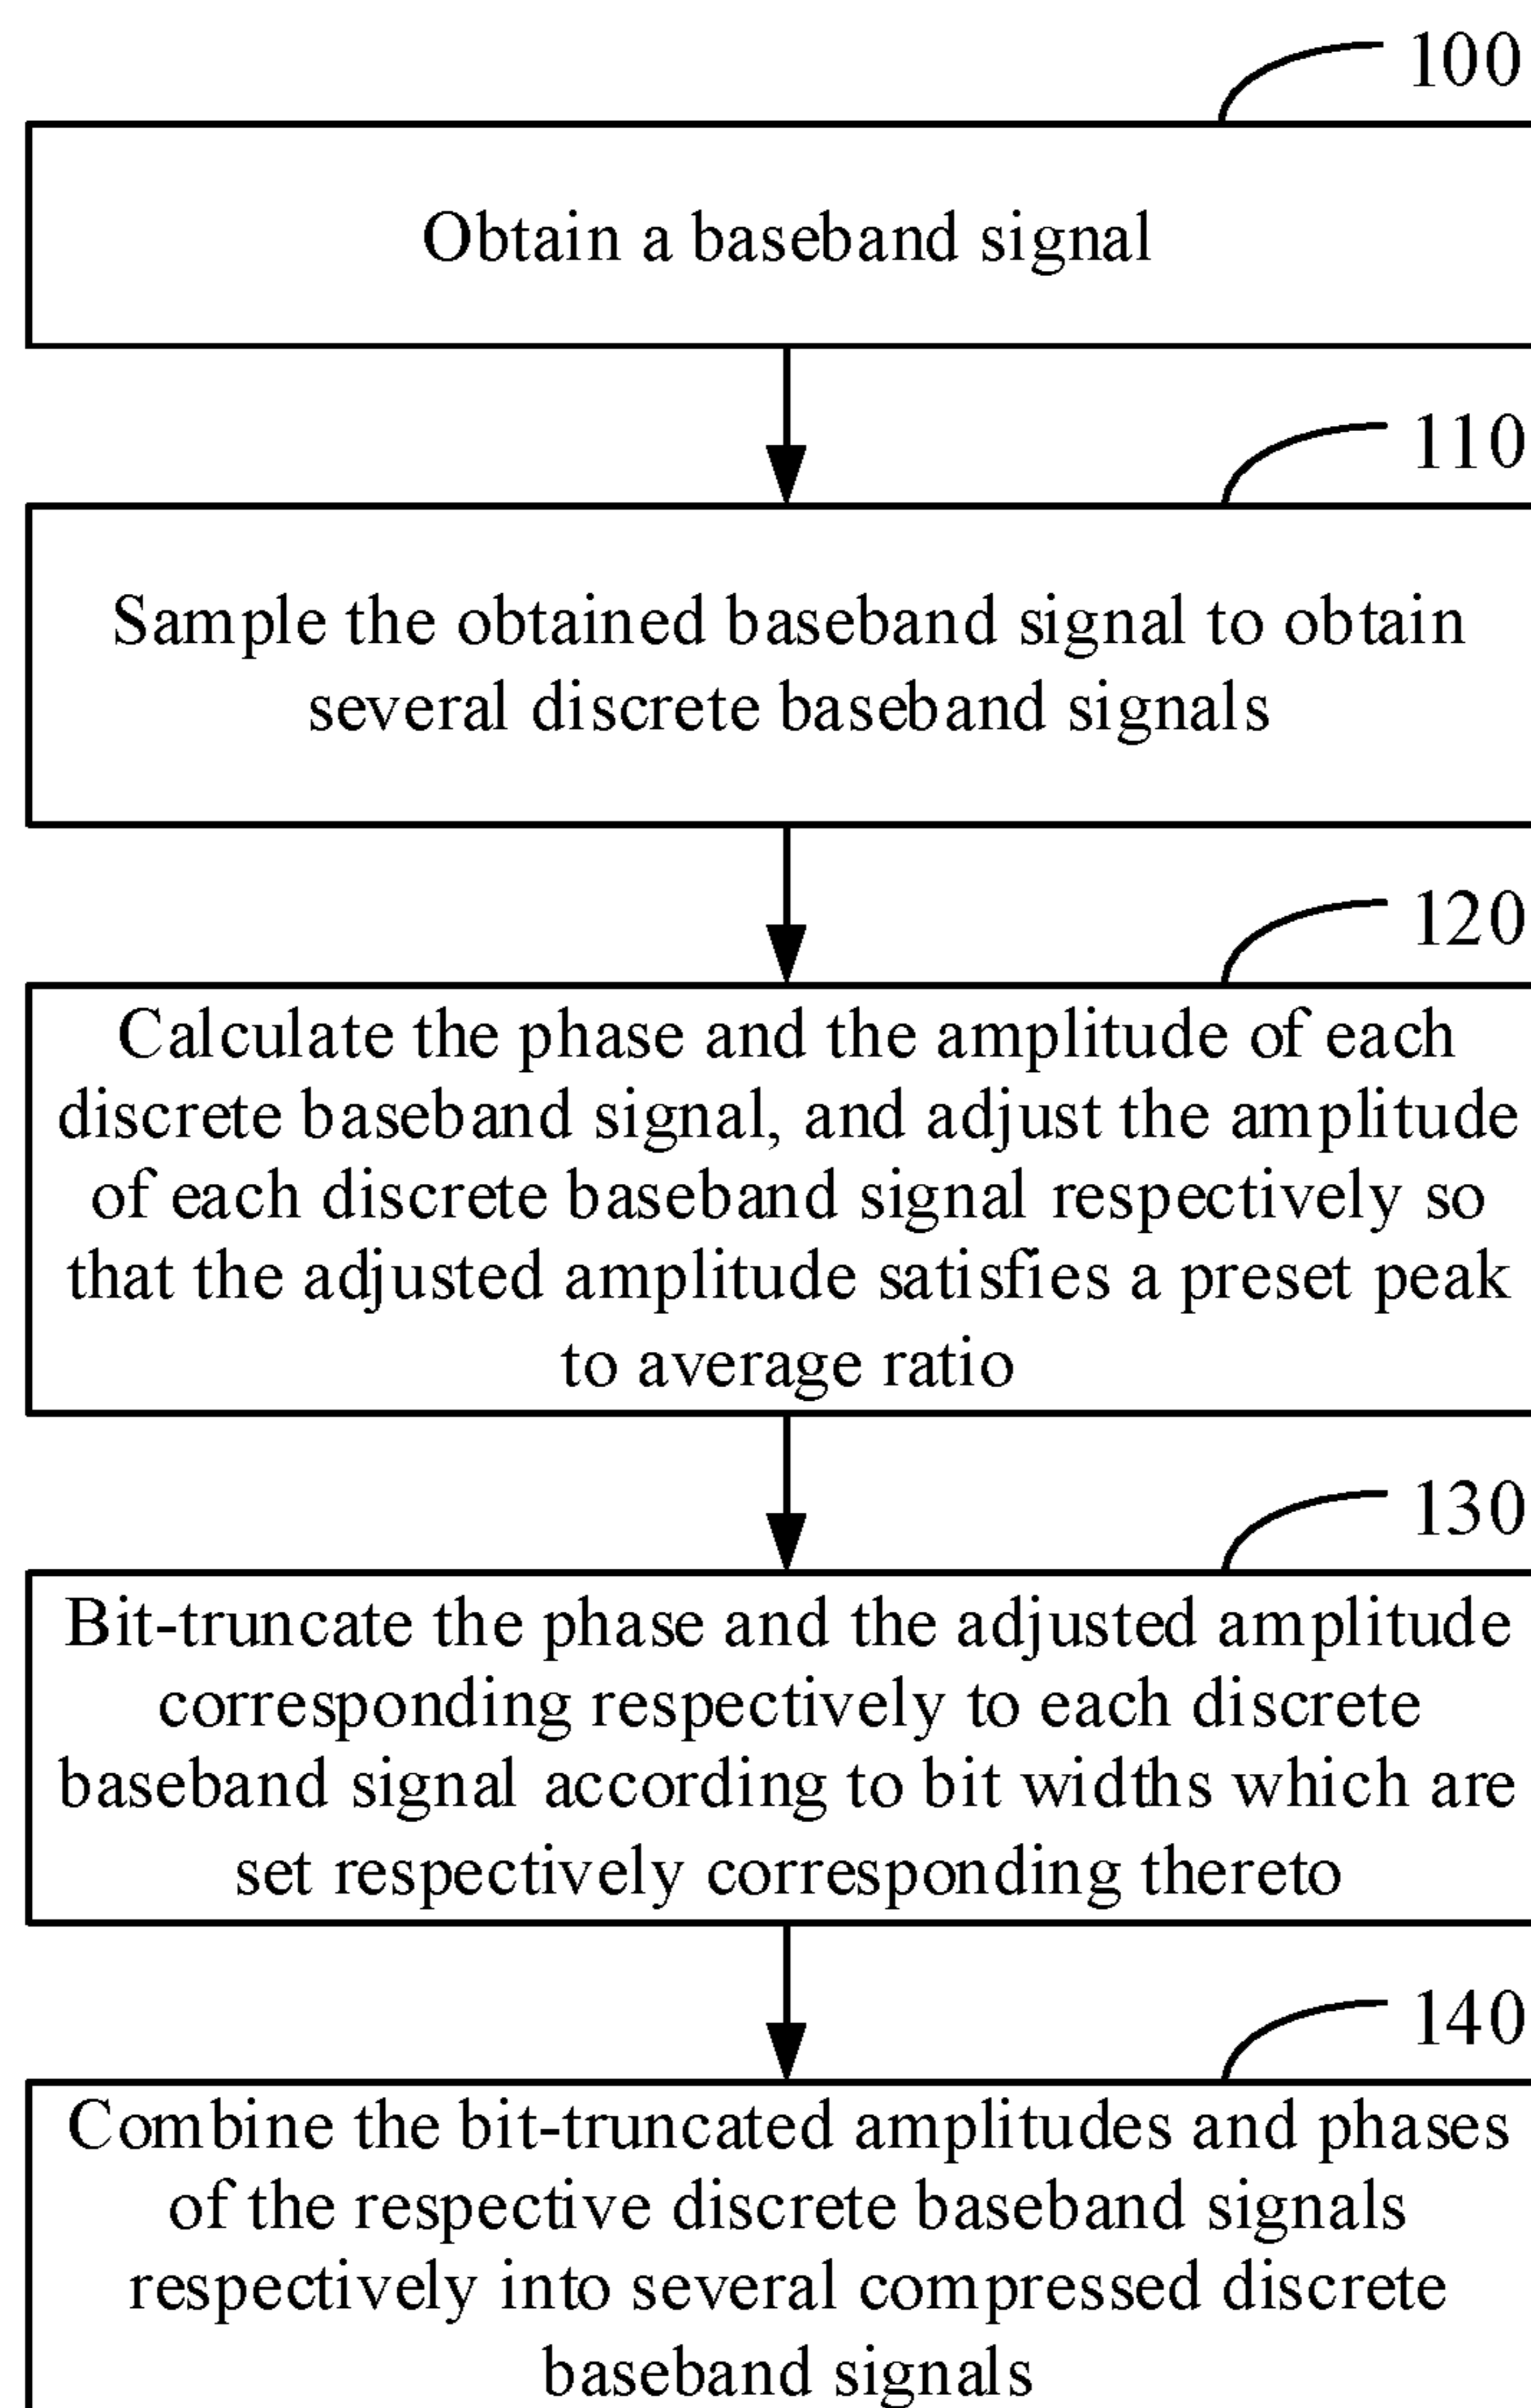 100
Obtain a baseband signal
110
Sample the obtained baseband signal to obtain
several discrete baseband signals
120
Calculate the phase and the amplitude of each
discrete baseband signal, and adjust the amplitude
of each discrete baseband signal respectively so
that the adjusted amplitude satisfies a preset peak
to average ratio
130
Bit-truncate the phase and the adjusted amplitude
corresponding respectively to each discrete
baseband signal according to bit widths which are
set respectively corresponding thereto
140
Combine the bit-truncated amplitudes and phases
of the respective discrete baseband signals
respectively into several compressed discrete
baseband signals